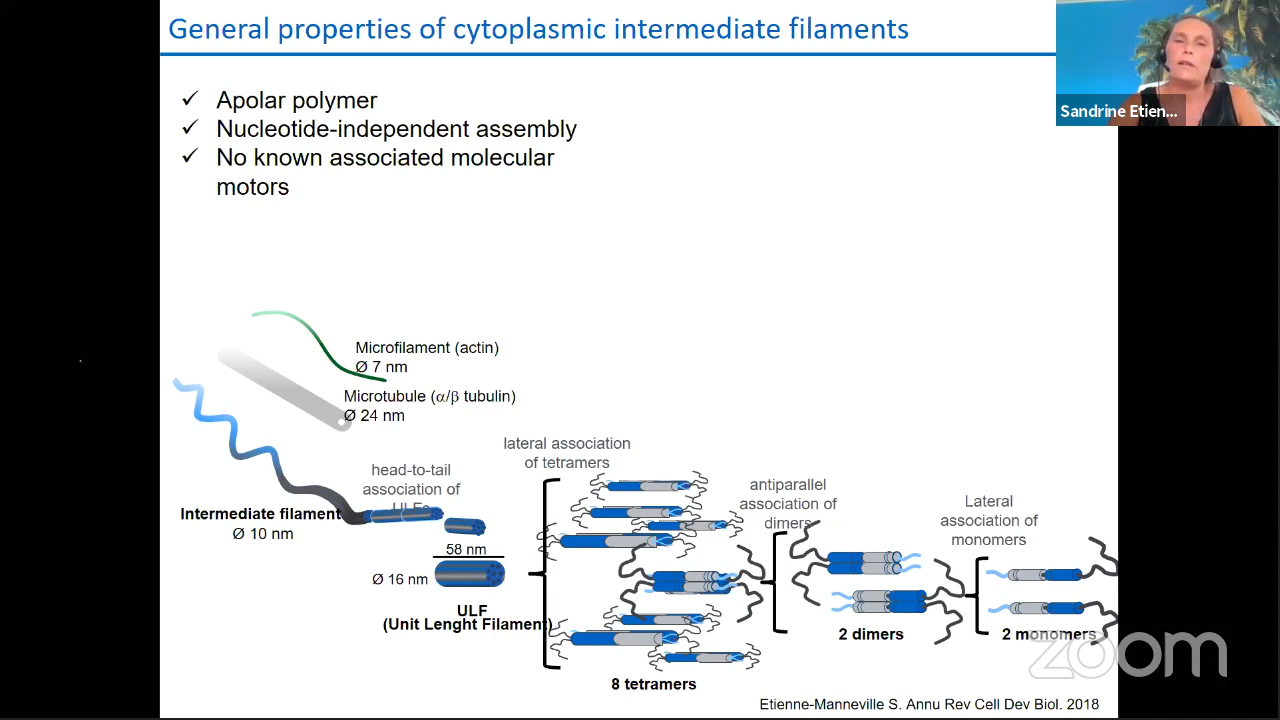 General properties of cytoplasmic intermediate filaments
Sandrine Etien...
✓ Apolar polymer
✓ Nucleotide-independent assembly
✓ No known associated molecular
motors
Microfilament (actin)
Ø 7 nm
Microtubule (α/β tubulin)
Ø 24 nm
head-to-tail
association of
ULFs
Intermediate filament
Ø 10 nm
58 nm
Ø 16 nm
ULF
(Unit Lenght Filament)
lateral association
of tetramers
8 tetramers
antiparallel
association of
dimers
2 dimers
Lateral
association of
monomers
2 monomers
zoom
Etienne-Manneville S. Annu Rev Cell Dev Biol. 2018